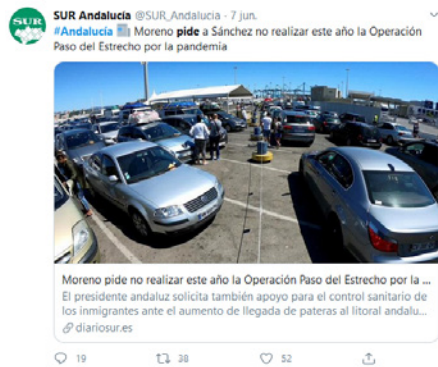 SUR
SUR Andalucía @SUR_Andalucia · 7 jun.
#Andalucía Moreno pide a Sánchez no realizar este año la Operación
Paso del Estrecho por la pandemia
Moreno pide no realizar este año la Operación Paso del Estrecho por la ...
El presidente andaluz solicita también apoyo para el control sanitario de
los inmigrantes ante el aumento de llegada de pateras al litoral andalu...
diariosur.es
19 38 52